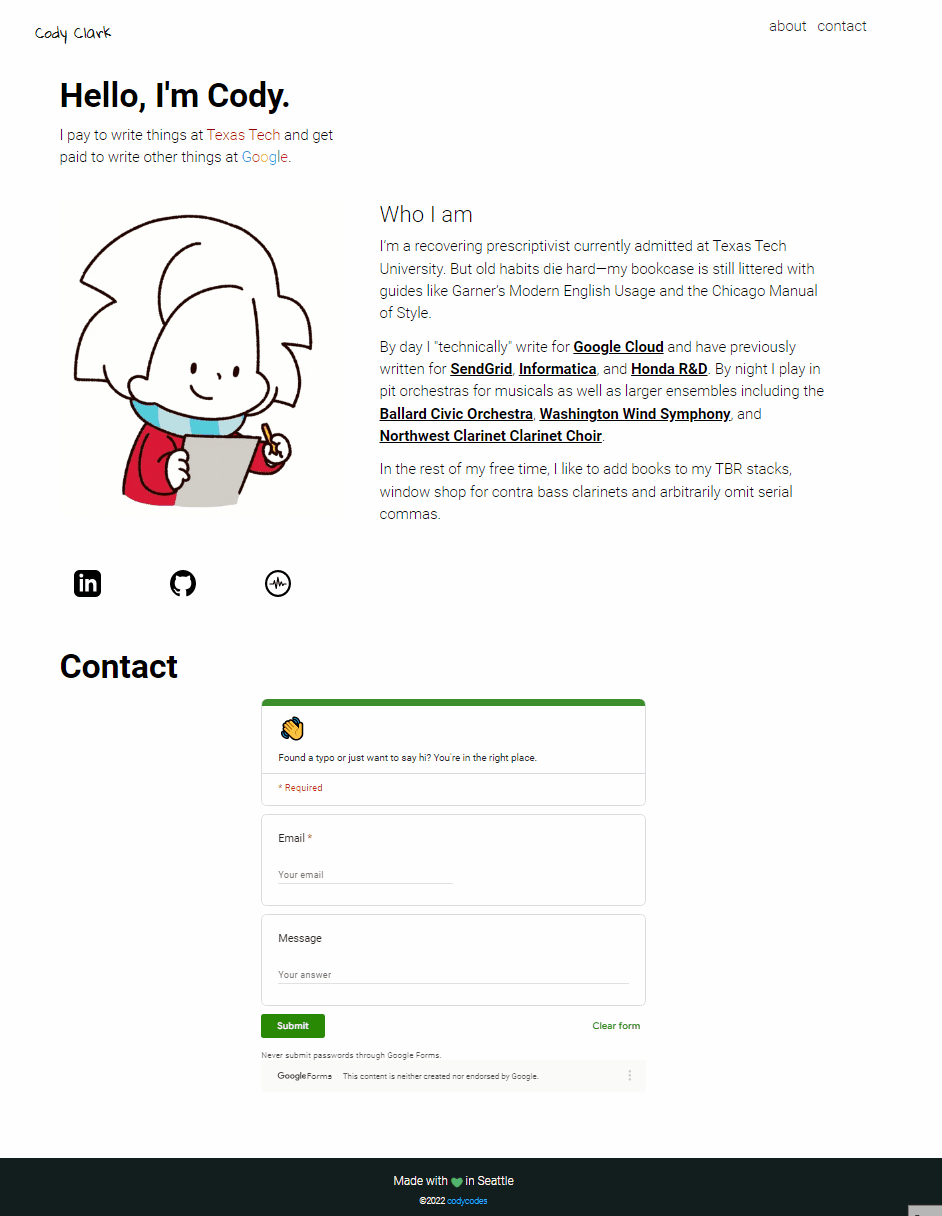 Cody Clark
about contact
Hello, I'm Cody.
I pay to write things at Texas Tech and get
paid to write other things at Google.
Who I am
I'm a recovering prescriptivist currently admitted at Texas Tech
University. But old habits die hard—my bookcase is still littered with
guides like Garner's Modern English Usage and the Chicago Manual
of Style.
By day I "technically" write for Google Cloud and have previously
written for SendGrid, Informatica, and Honda R&D. By night I play in
pit orchestras for musicals as well as larger ensembles including the
Ballard Civic Orchestra, Washington Wind Symphony, and
Northwest Clarinet Clarinet Choir.
In the rest of my free time, I like to add books to my TBR stacks,
window shop for contra bass clarinets and arbitrarily omit serial
commas.
in
Contact
Found a typo or just want to say hi? You're in the right place.
* Required
Email *
Your email
Message
Your answer
Submit
Clear form
Never submit passwords through Google Forms.
Google Forms This content is neither created nor endorsed by Google.
Made with 💚 in Seattle
©2022 codycodes